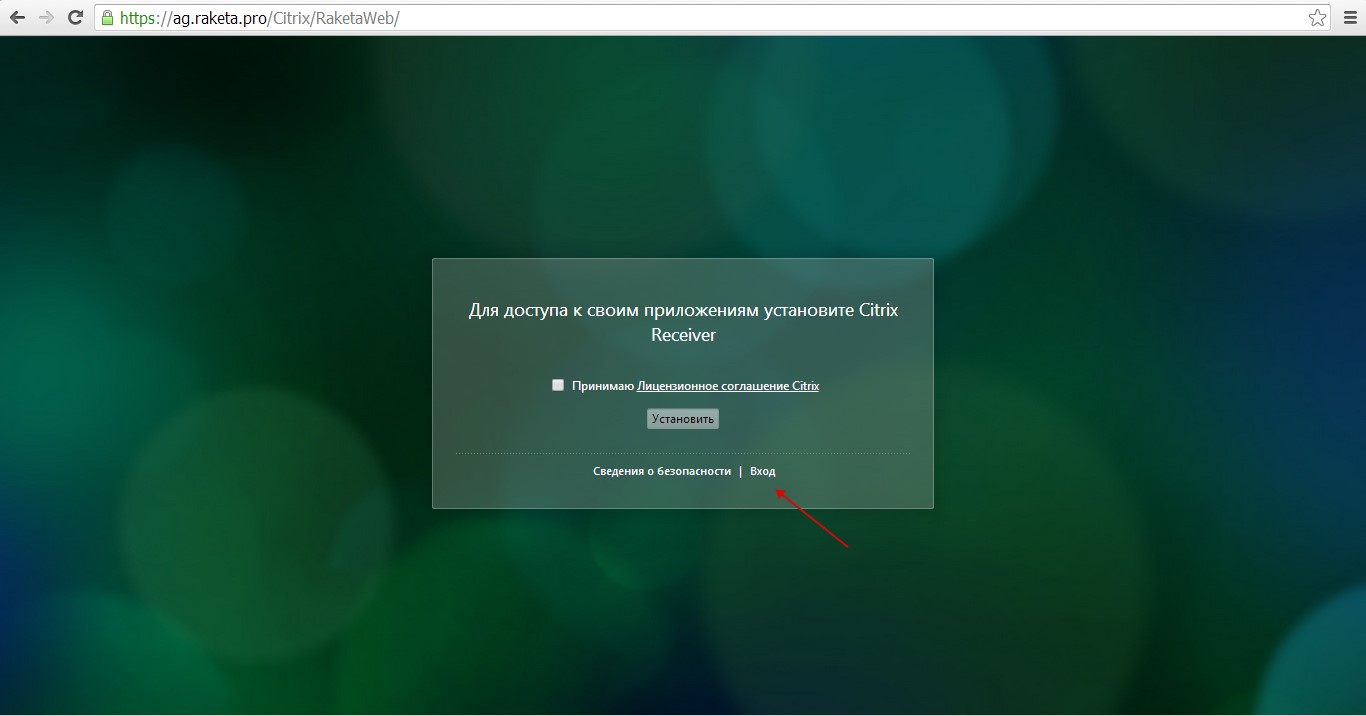 https://ag.raketa.pro/Citrix/RaketaWeb/
Для доступа к своим приложениям установите Citrix
Receiver
Принимаю Лицензионное соглашение Citrix
Установить
Сведения о безопасности | Вход